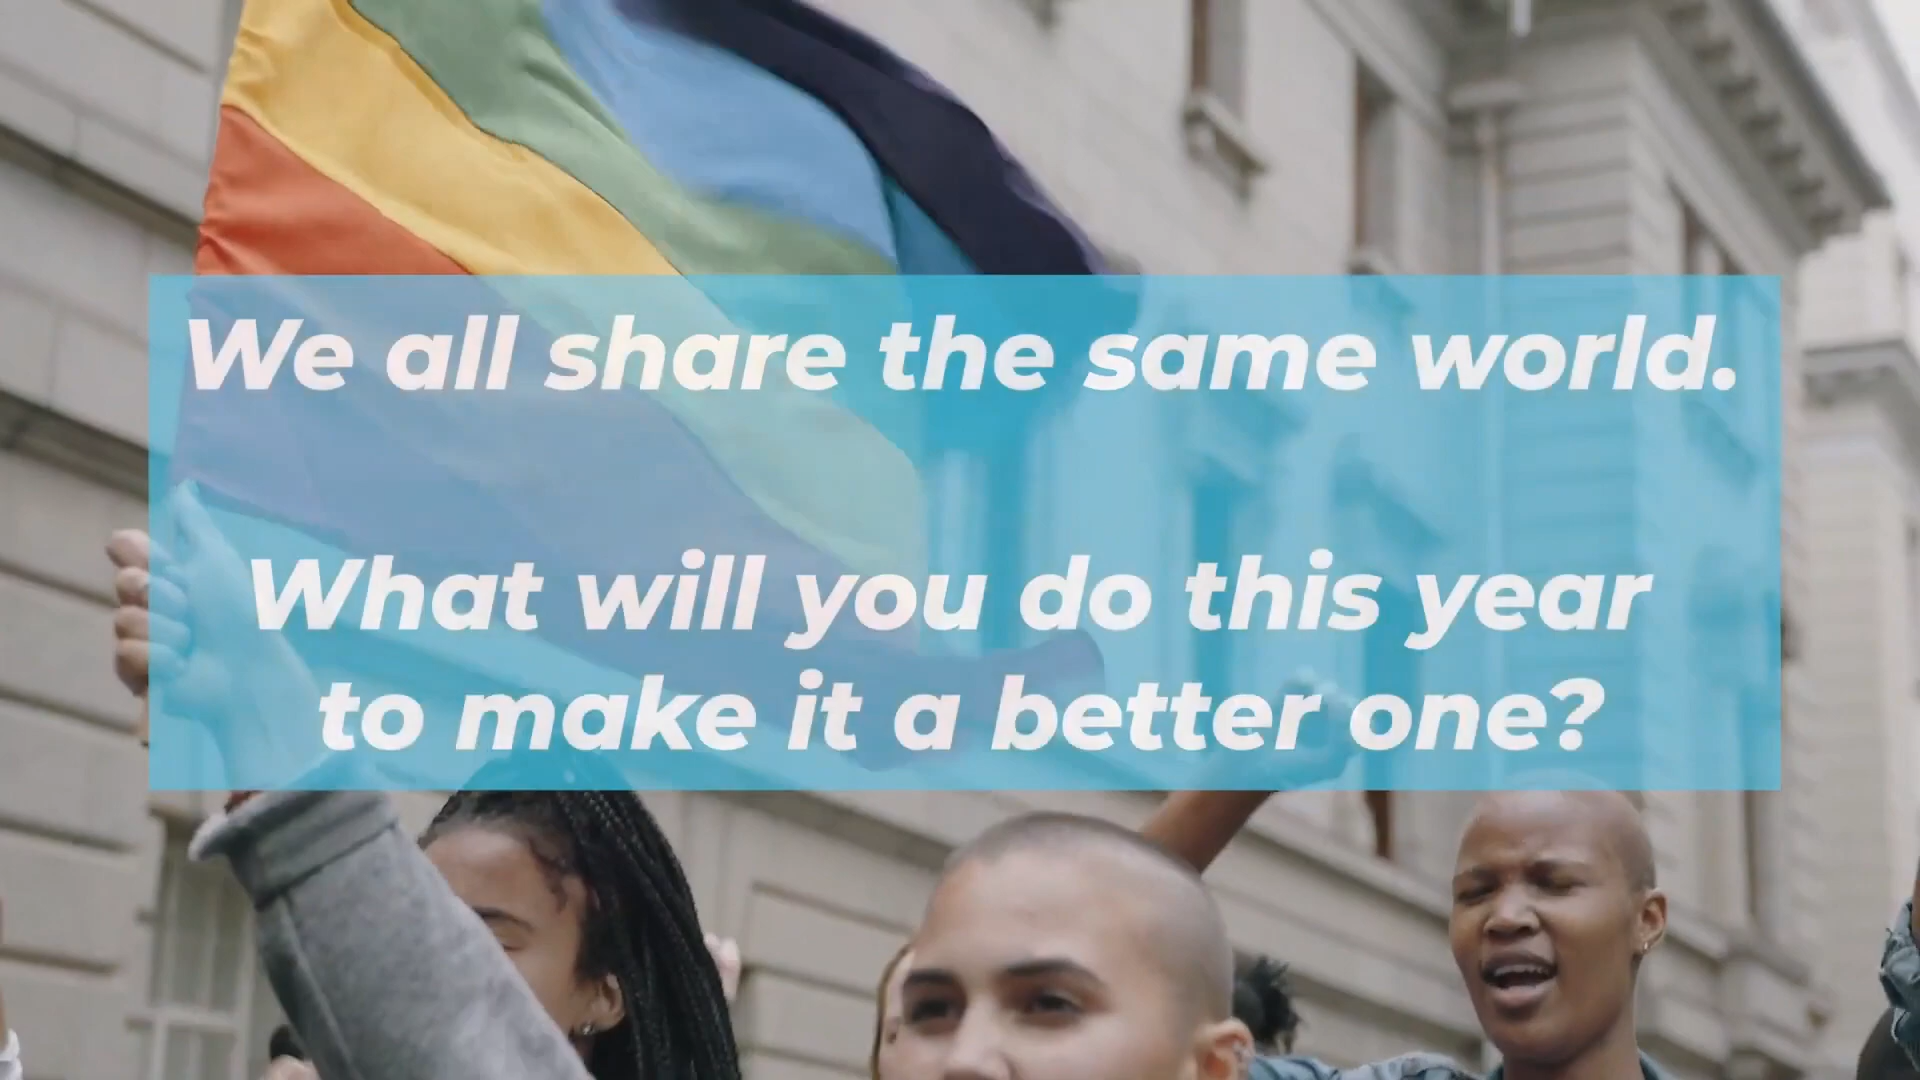 We all share the same world.
What will you do this year
to make it a better one?